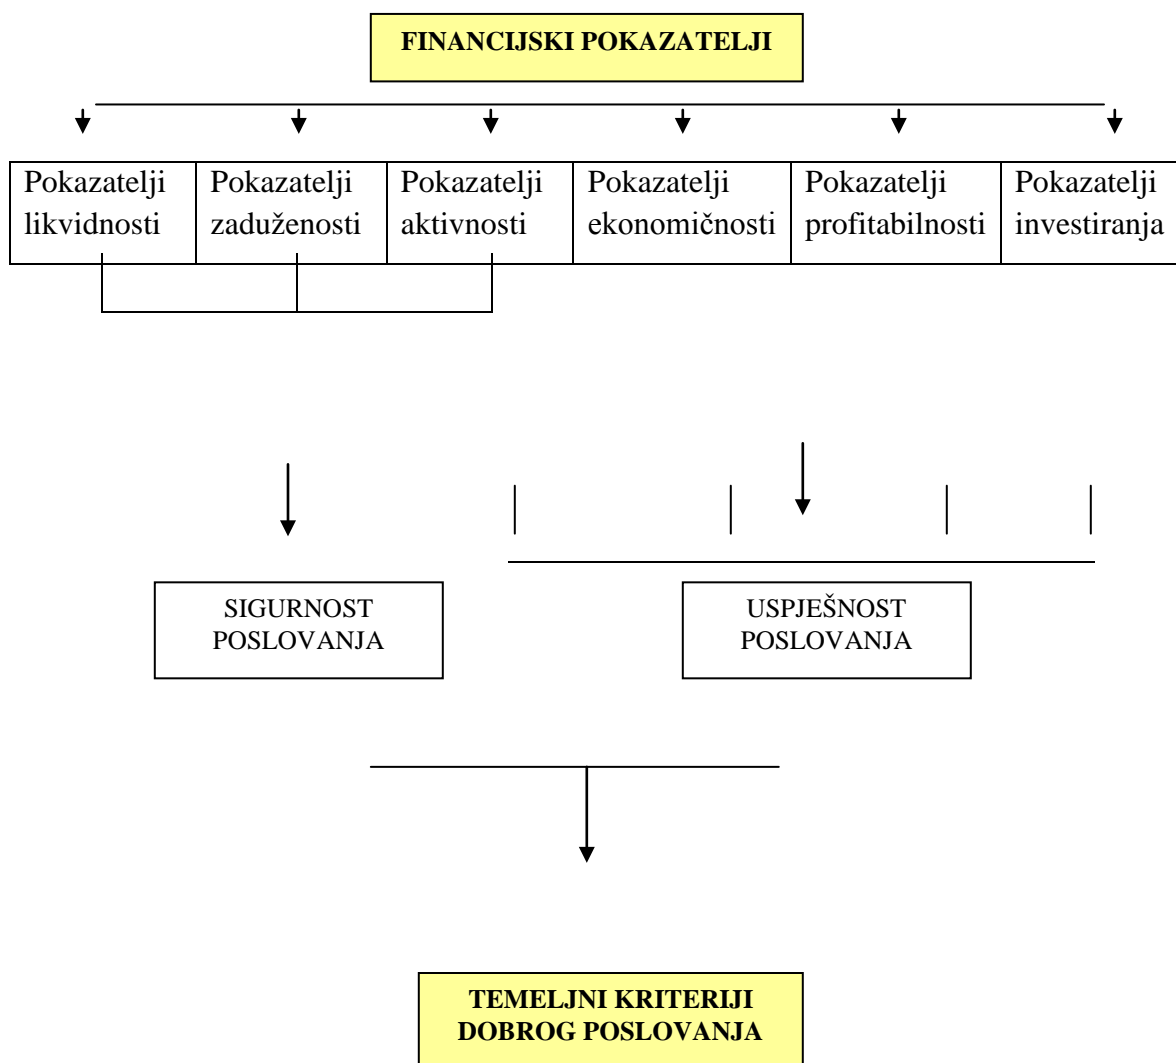 FINANCIJSKI POKAZATELJI
Pokazatelji
likvidnosti
Pokazatelji
zaduženosti
Pokazatelji
aktivnosti
Pokazatelji
ekonomičnosti
Pokazatelji
profitabilnosti
Pokazatelji
investiranja
SIGURNOST
POSLOVANJA
USPJEŠNOST
POSLOVANJA
TEMELJNI KRITERIJI
DOBROG POSLOVANJA